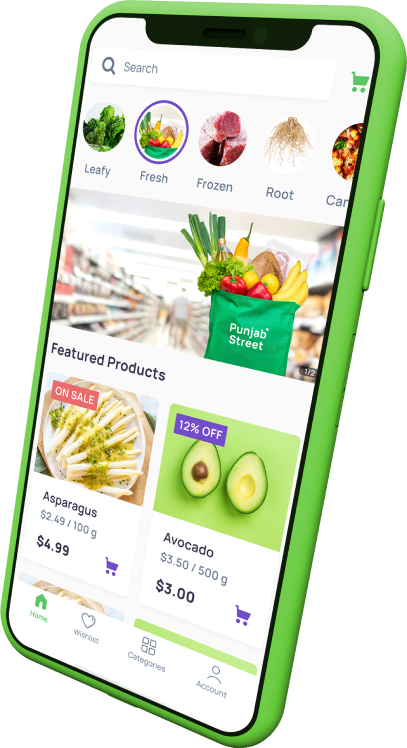 Search
Leafy
Fresh
Frozen
Root
Punjab
Street
1/2
Featured Products
ON SALE
12% OFF
Asparagus
$2.49 / 100 g
$4.99
Avocado
$3.50 / 500 g
$3.00
Home
Wishlist
Categories
Account